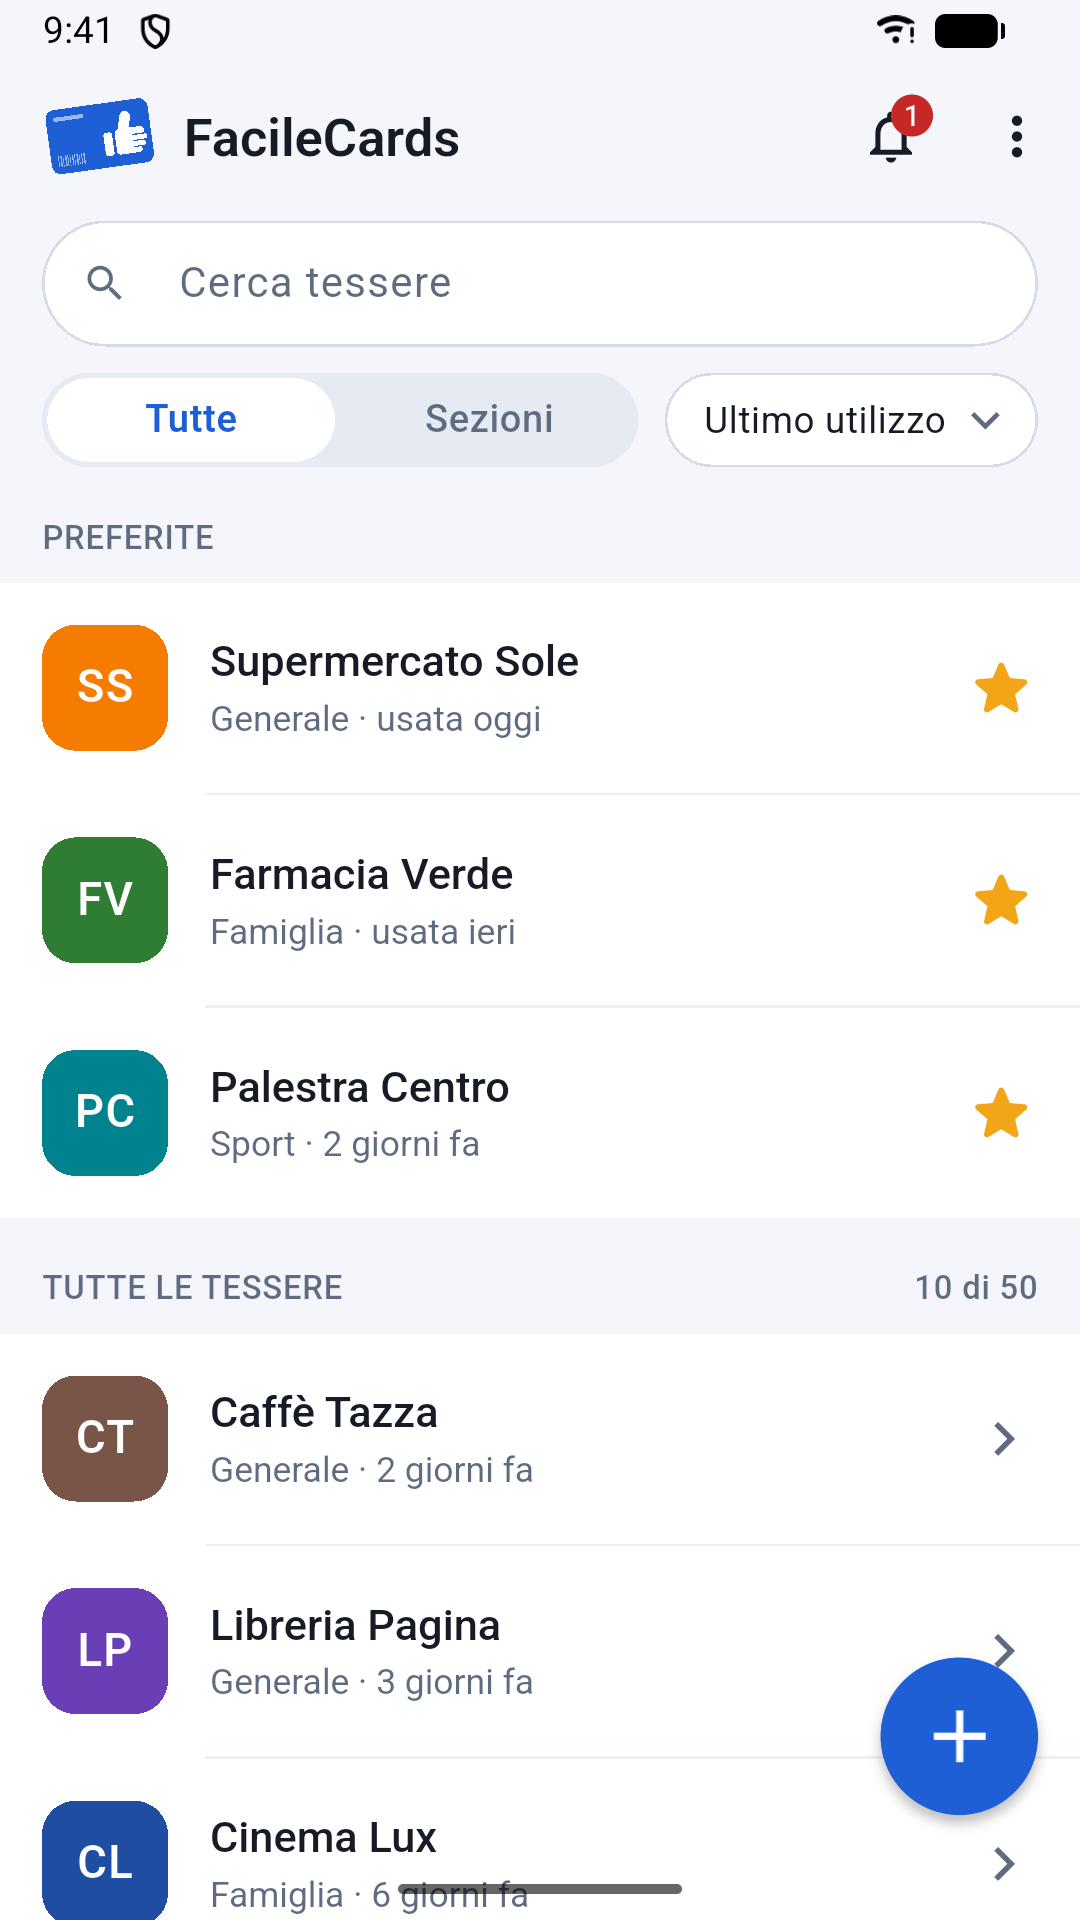 9:41
FacileCards
1
Cerca tessere
Tutte
Sezioni
Ultimo utilizzo
PREFERITE
SS
Supermercato Sole
Generale · usata oggi
FV
Farmacia Verde
Famiglia · usata ieri
PC
Palestra Centro
Sport · 2 giorni fa
TUTTE LE TESSERE
10 di 50
CT
Caffè Tazza
Generale · 2 giorni fa
LP
Libreria Pagina
Generale · 3 giorni fa
CL
Cinema Lux
Famiglia · 6 giorni fa